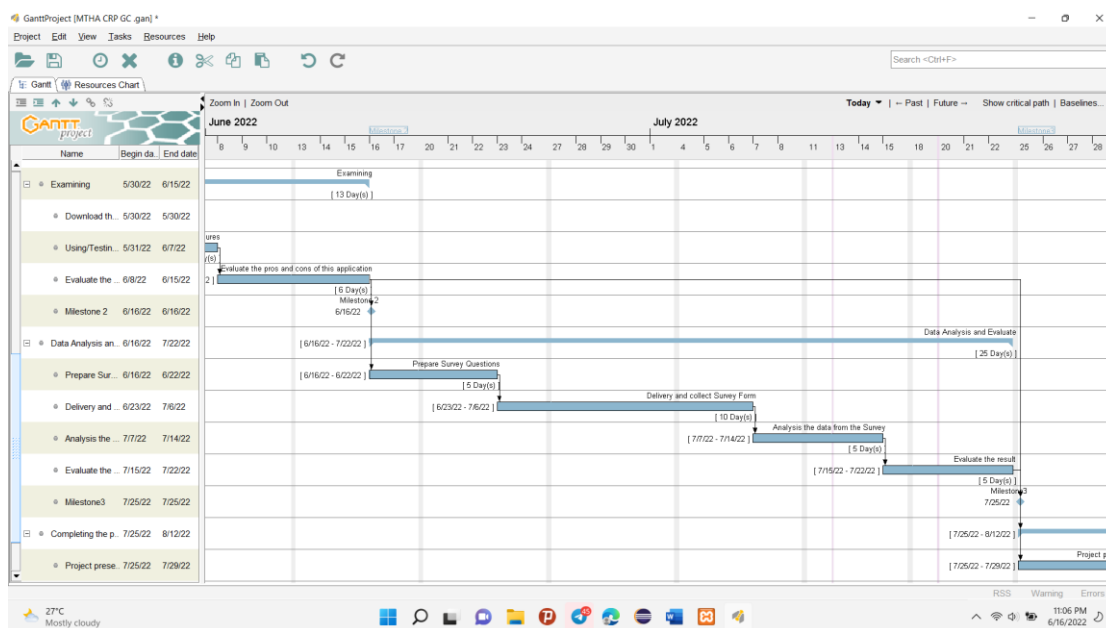 GanttProject [MTHA CRP GC .gan] *
Project Edit View Tasks Resources Help
Search <Ctrl+F>
Gantt Resources Chart
Zoom In | Zoom Out
Today | ← Past | Future → Show critical path | Baselines...
GANTT project
June 2022 July 2022
Milestone 2 Milestone3
Name Begin da.. End date
8 9 10 13 14 15 16 17 20 21 22 23 24 27 28 29 30 1 4 5 6 7 8 11 13 14 15 18 20 21 22 25 26 27 28
Examining 5/30/22 6/15/22
Examining
[ 13 Day(s) ]
Download th... 5/30/22 5/30/22
Using/Testin... 5/31/22 6/7/22
ures
y(s)
Evaluate the ... 6/8/22 6/15/22
Evaluate the pros and cons of this application
2 ]
[ 6 Day(s) ]
Milestone 2 6/16/22 6/16/22
Milestone 2
6/16/22
Data Analysis an.. 6/16/22 7/22/22
Data Analysis and Evaluate
[ 6/16/22 - 7/22/22 ]
[ 25 Day(s) ]
Prepare Sur... 6/16/22 6/22/22
Prepare Survey Questions
[ 6/16/22 - 6/22/22 ]
[ 5 Day(s) ]
Delivery and ... 6/23/22 7/6/22
Delivery and collect Survey Form
[ 6/23/22 - 7/6/22 ]
[ 10 Day(s) ]
Analysis the ... 7/7/22 7/14/22
Analysis the data from the Survey
[ 7/7/22 - 7/14/22 ]
[ 5 Day(s) ]
Evaluate the ... 7/15/22 7/22/22
Evaluate the result
[ 7/15/22 - 7/22/22 ]
[ 5 Day(s) ]
Milestone3 7/25/22 7/25/22
Milestone3
7/25/22
Completing the p.. 7/25/22 8/12/22
[ 7/25/22 - 8/12/22 ]
Project prese.. 7/25/22 7/29/22
Project p
[ 7/25/22 - 7/29/22 ]
RSS Warning Errors
27°C
Mostly cloudy
45
11:06 PM
6/16/2022